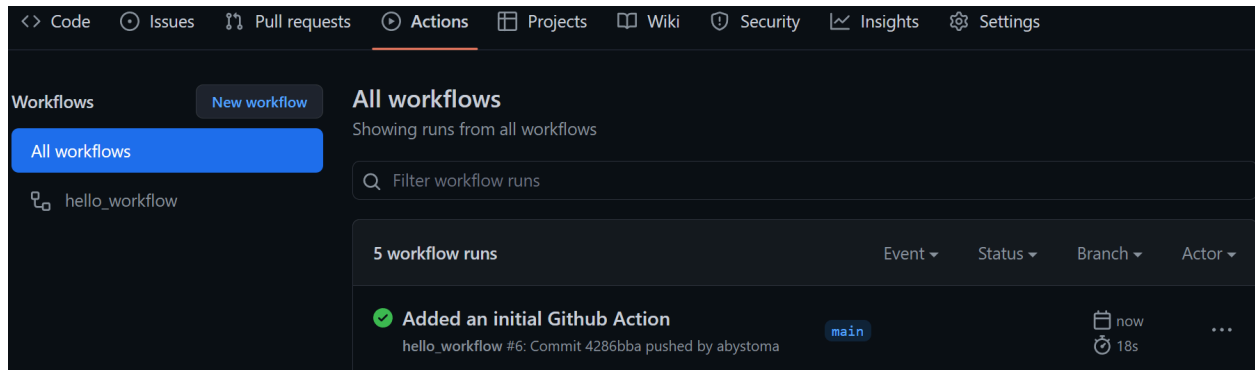 <> Code Issues Pull requests Actions Projects Wiki Security Insights Settings
Workflows
New workflow
All workflows
hello_workflow
All workflows
Showing runs from all workflows
Filter workflow runs
5 workflow runs Event Status Branch Actor
Added an initial Github Action
main
now
hello_workflow #6: Commit 4286bba pushed by abystoma
18s